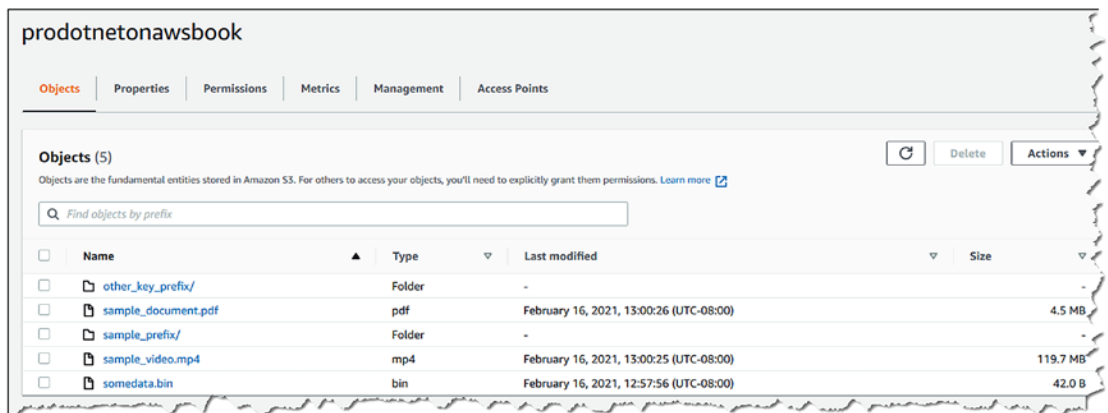 prodotnetonawsbook
Objects Properties Permissions Metrics Management Access Points
Objects (5) Delete Actions
Objects are the fundamental entities stored in Amazon S3. For others to access your objects, you'll need to explicitly grant them permissions. Learn more
Find objects by prefix
Name Type Last modified Size
other_key_prefix/ Folder - -
sample_document.pdf pdf February 16, 2021, 13:00:26 (UTC-08:00) 4.5 MB
sample_prefix/ Folder - -
sample_video.mp4 mp4 February 16, 2021, 13:00:25 (UTC-08:00) 119.7 MB
somedata.bin bin February 16, 2021, 12:57:56 (UTC-08:00) 42.0 B